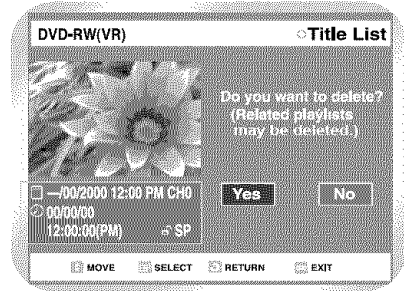 DVD-RW(VR)
Title List
Do you want to delete?
(Related playlists
may be deleted.)
—/00/2000 12:00 PM CH0
00/00/00
12:00:00(PM) SP
Yes No
MOVE SELECT RETURN EXIT